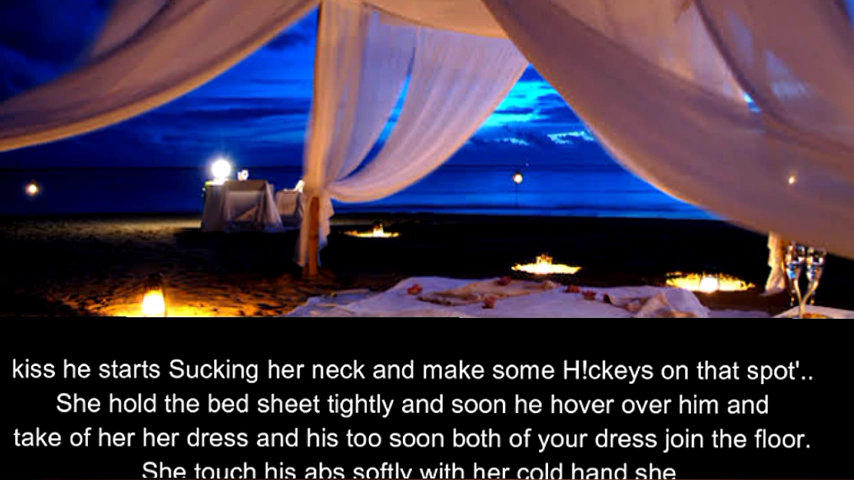 kiss he starts Sucking her neck and make some H!ckeys on that spot'..
She hold the bed sheet tightly and soon he hover over him and
take of her her dress and his too soon both of your dress join the floor.
She touch his abs softly with her cold hand she